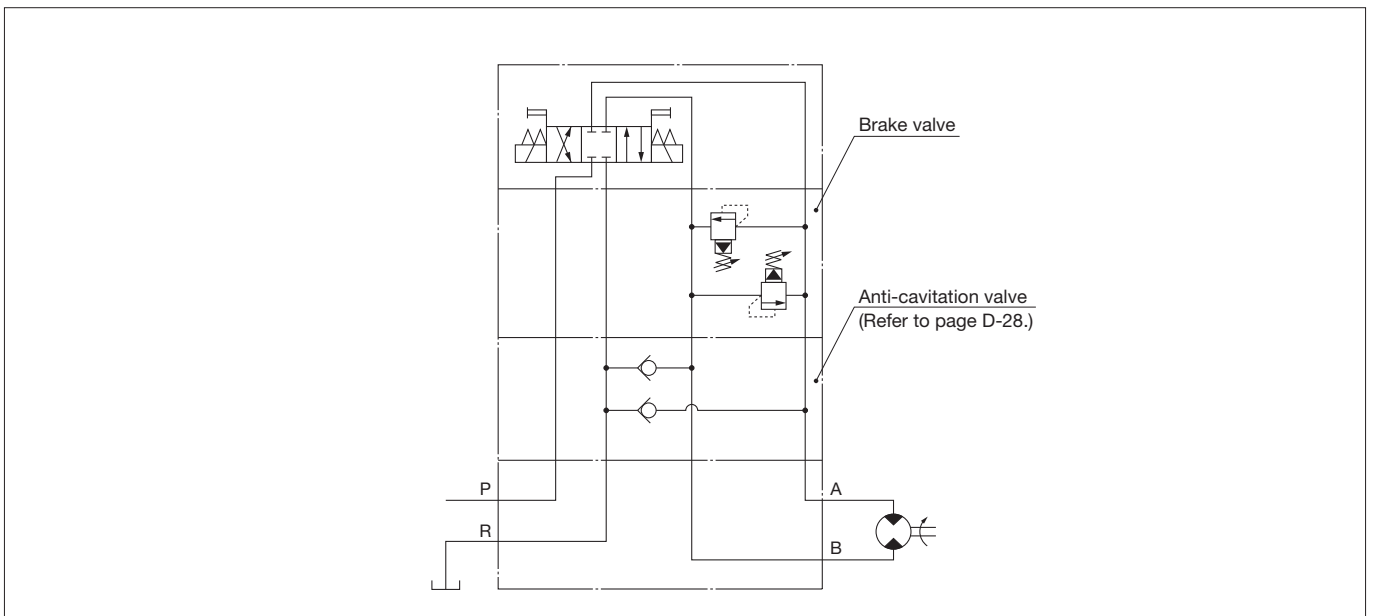 Brake valve
Anti-cavitation valve
(Refer to page D-28.)
P
A
R
B